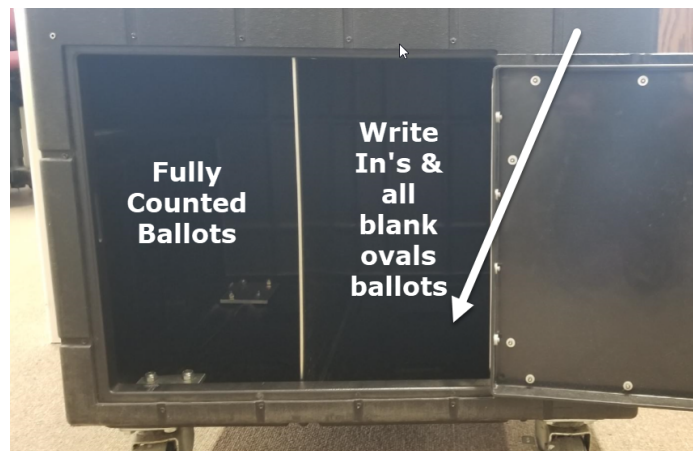 Fully
Counted
Ballots
Write
In's &
all
blank
ovals
ballots